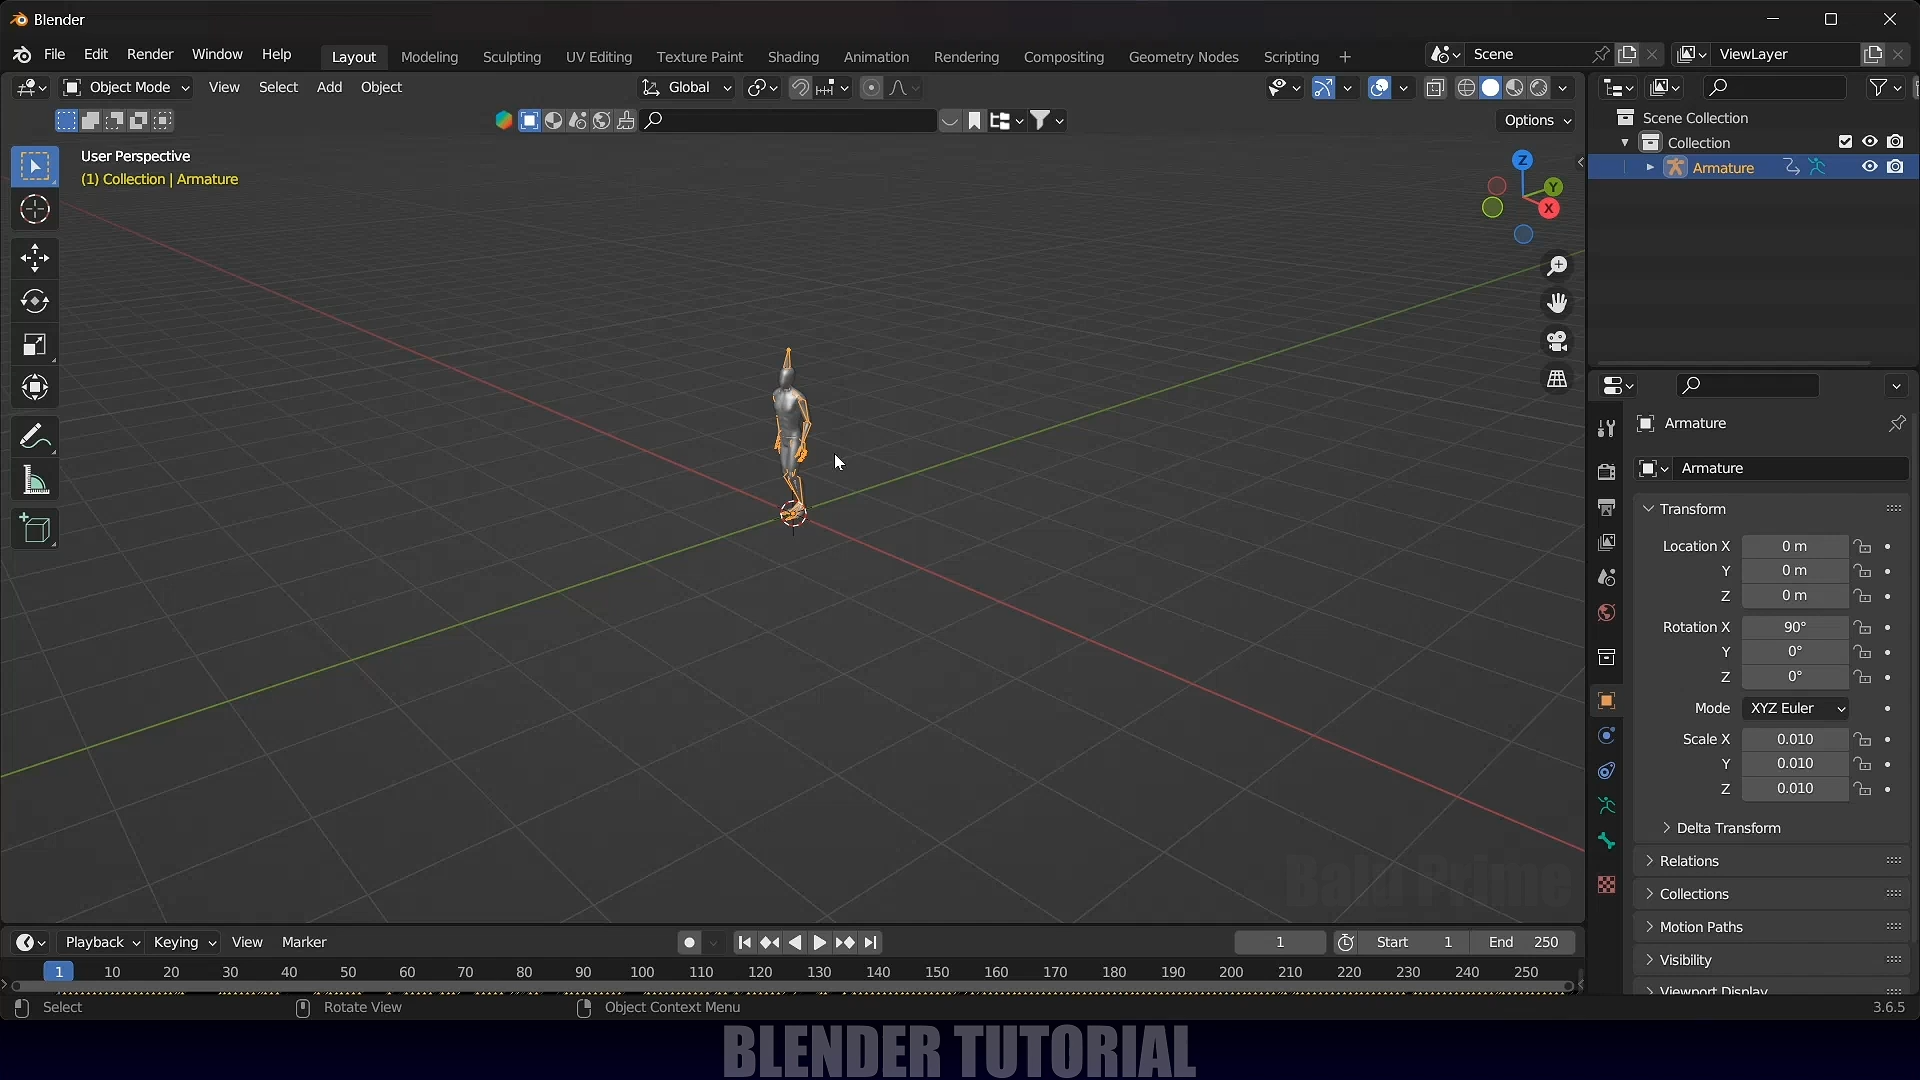 Blender
File Edit Render Window Help Layout Modeling Sculpting UV Editing Texture Paint Shading Animation Rendering Compositing Geometry Nodes Scripting + Scene ViewLayer
Object Mode View Select Add Object Global
Options
User Perspective
(1) Collection | Armature
Z
Y
X
Scene Collection
Collection
Armature
Armature
Armature
Transform
Location X 0 m
Y 0 m
Z 0 m
Rotation X 90°
Y 0°
Z 0°
Mode XYZ Euler
Scale X 0.010
Y 0.010
Z 0.010
Delta Transform
Relations
Collections
Motion Paths
Visibility
Viewport Display
Bald Prime
Playback Keying View Marker 1 Start 1 End 250
1 10 20 30 40 50 60 70 80 90 100 110 120 130 140 150 160 170 180 190 200 210 220 230 240 250
Select Rotate View Object Context Menu 3.6.5
BLENDER TUTORIAL